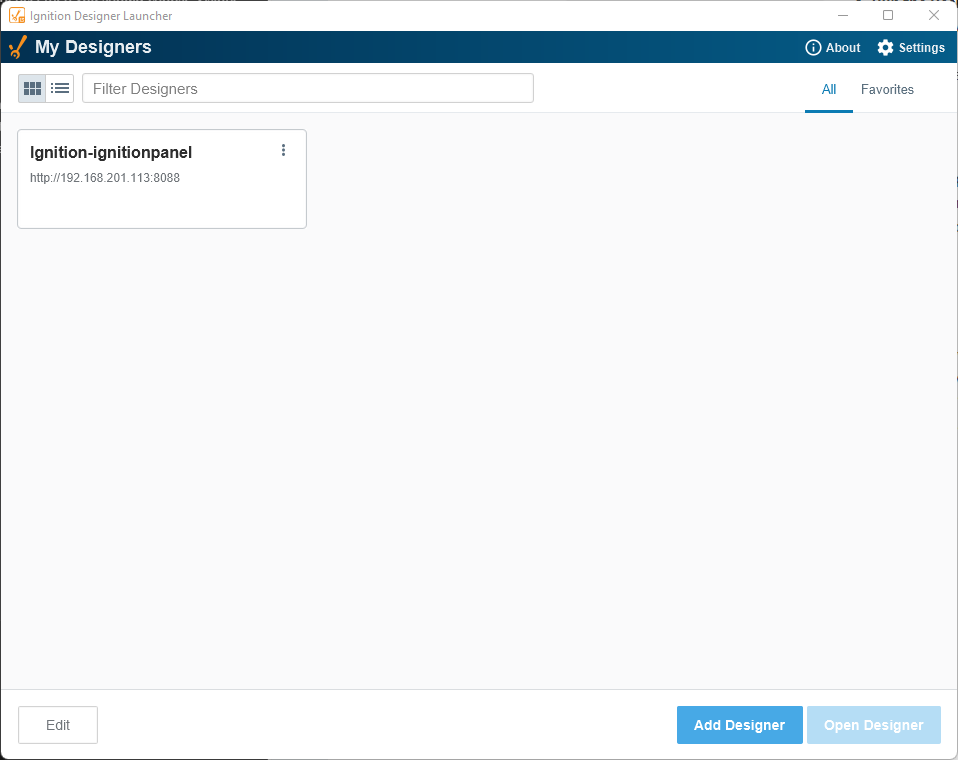 Ignition Designer Launcher
My Designers
About
Settings
Filter Designers
All
Favorites
Ignition-ignitionpanel
http://192.168.201.113:8088
Edit
Add Designer
Open Designer